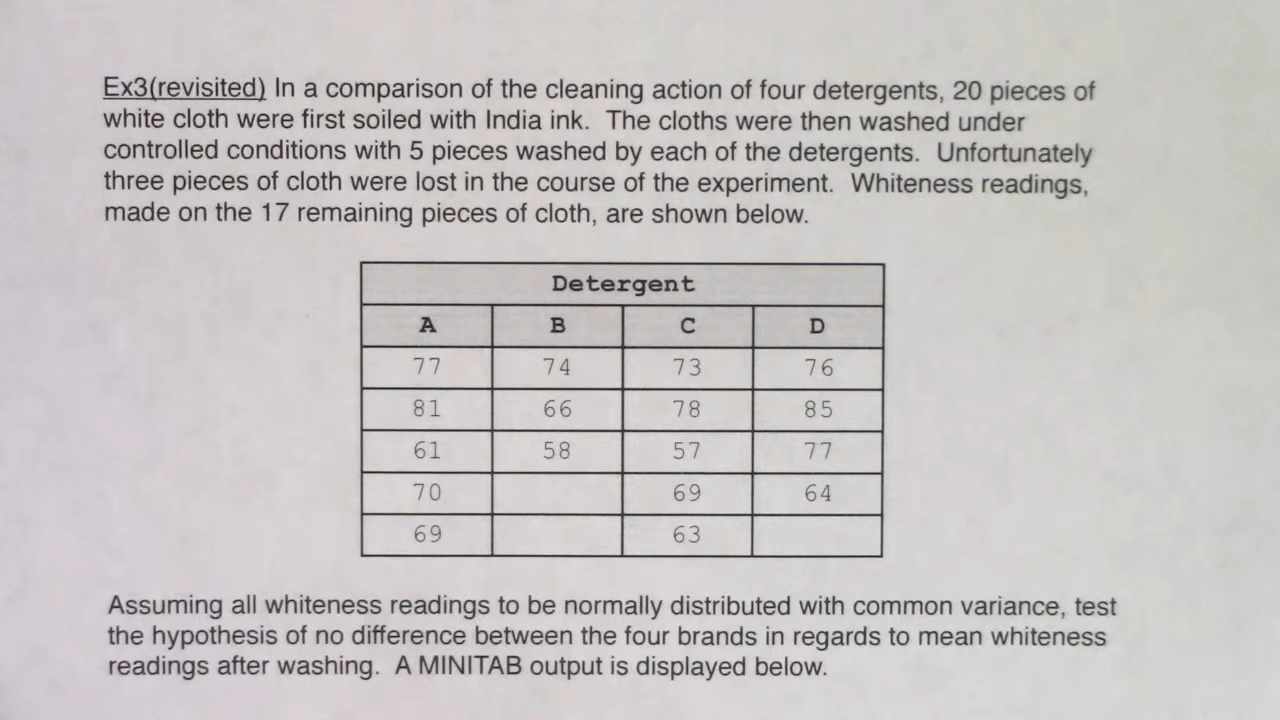 Ex3(revisited) In a comparison of the cleaning action of four detergents, 20 pieces of
white cloth were first soiled with India ink. The cloths were then washed under
controlled conditions with 5 pieces washed by each of the detergents. Unfortunately
three pieces of cloth were lost in the course of the experiment. Whiteness readings,
made on the 17 remaining pieces of cloth, are shown below.
Detergent
A B C D
77 74 73 76
81 66 78 85
61 58 57 77
70 69 64
69 63
Assuming all whiteness readings to be normally distributed with common variance, test
the hypothesis of no difference between the four brands in regards to mean whiteness
readings after washing. A MINITAB output is displayed below.